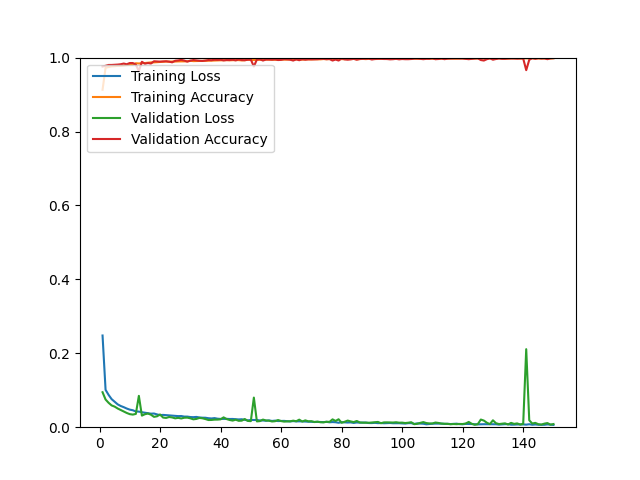 1.0
0.8
0.6
0.4
0.2
0.0
Training Loss
Training Accuracy
Validation Loss
Validation Accuracy
0 20 40 60 80 100 120 140